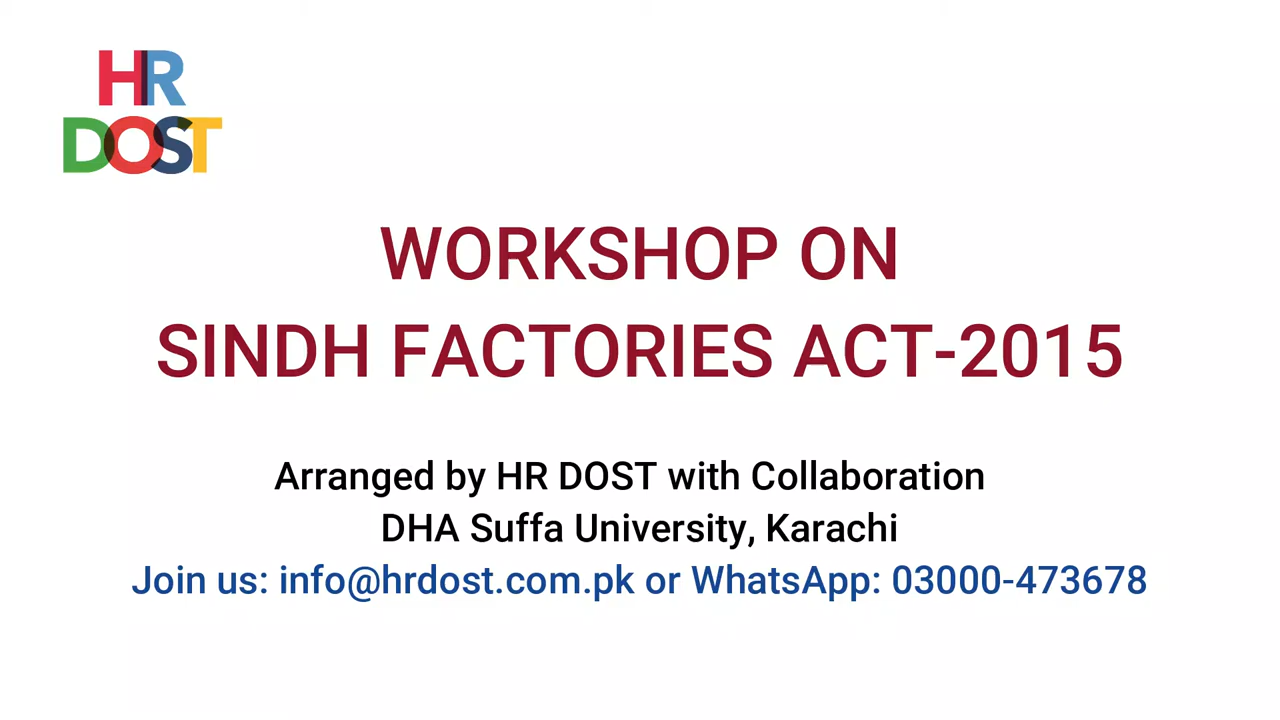 HR
DOST
WORKSHOP ON
SINDH FACTORIES ACT-2015
Arranged by HR DOST with Collaboration
DHA Suffa University, Karachi
Join us: info@hrdost.com.pk or WhatsApp: 03000-473678